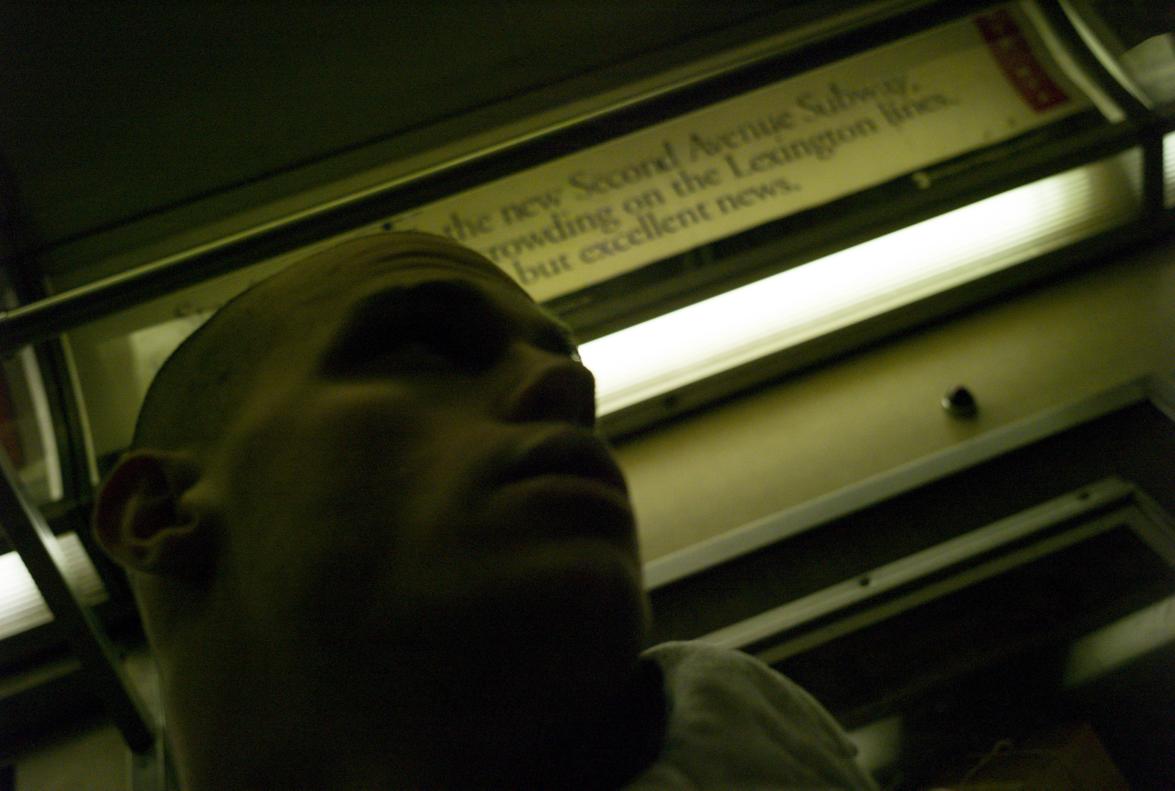 the new Second Avenue Subway.
rowding on the Lexington lines.
but excellent news.